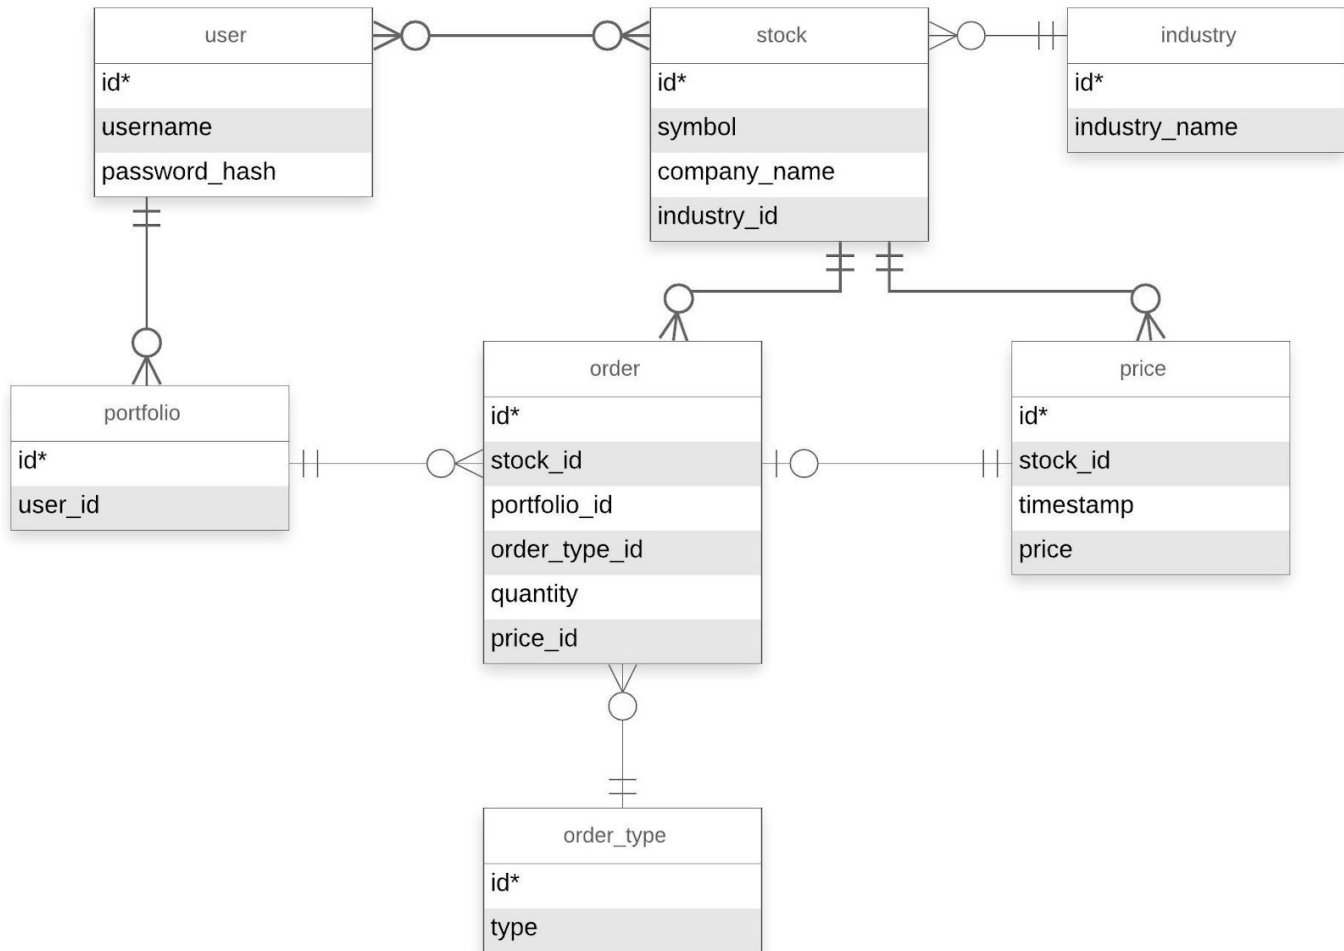 user
id*
username
password_hash
stock
id*
symbol
company_name
industry_id
industry
id*
industry_name
portfolio
id*
user_id
order
id*
stock_id
portfolio_id
order_type_id
quantity
price_id
price
id*
stock_id
timestamp
price
order_type
id*
type